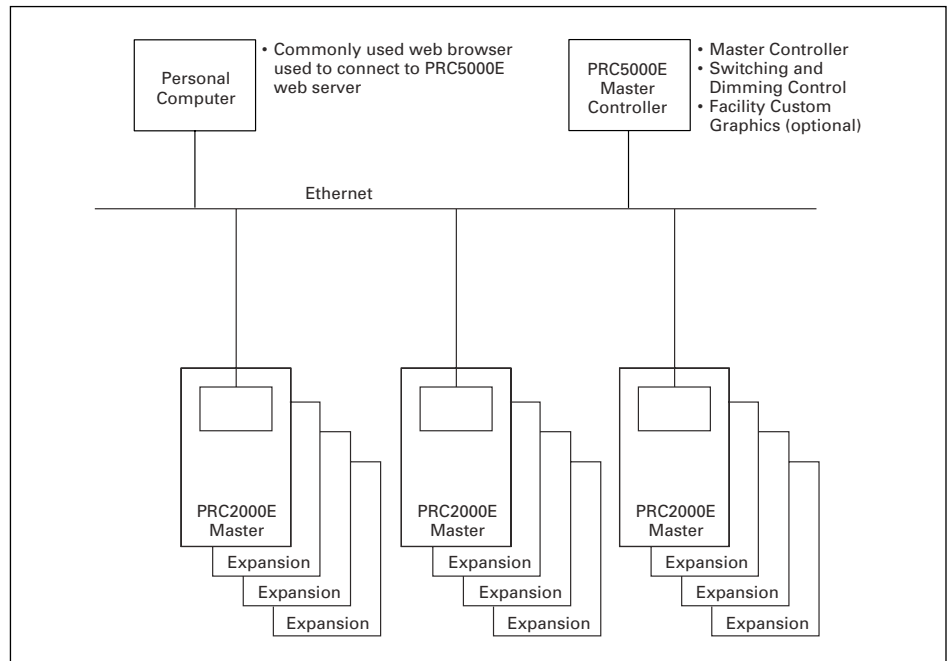 Personal
Computer
• Commonly used web browser
used to connect to PRC5000E
web server
PRC5000E
Master
Controller
• Master Controller
• Switching and
Dimming Control
• Facility Custom
Graphics (optional)
Ethernet
PRC2000E
Master
Expansion
Expansion
Expansion
PRC2000E
Master
Expansion
Expansion
Expansion
PRC2000E
Master
Expansion
Expansion
Expansion